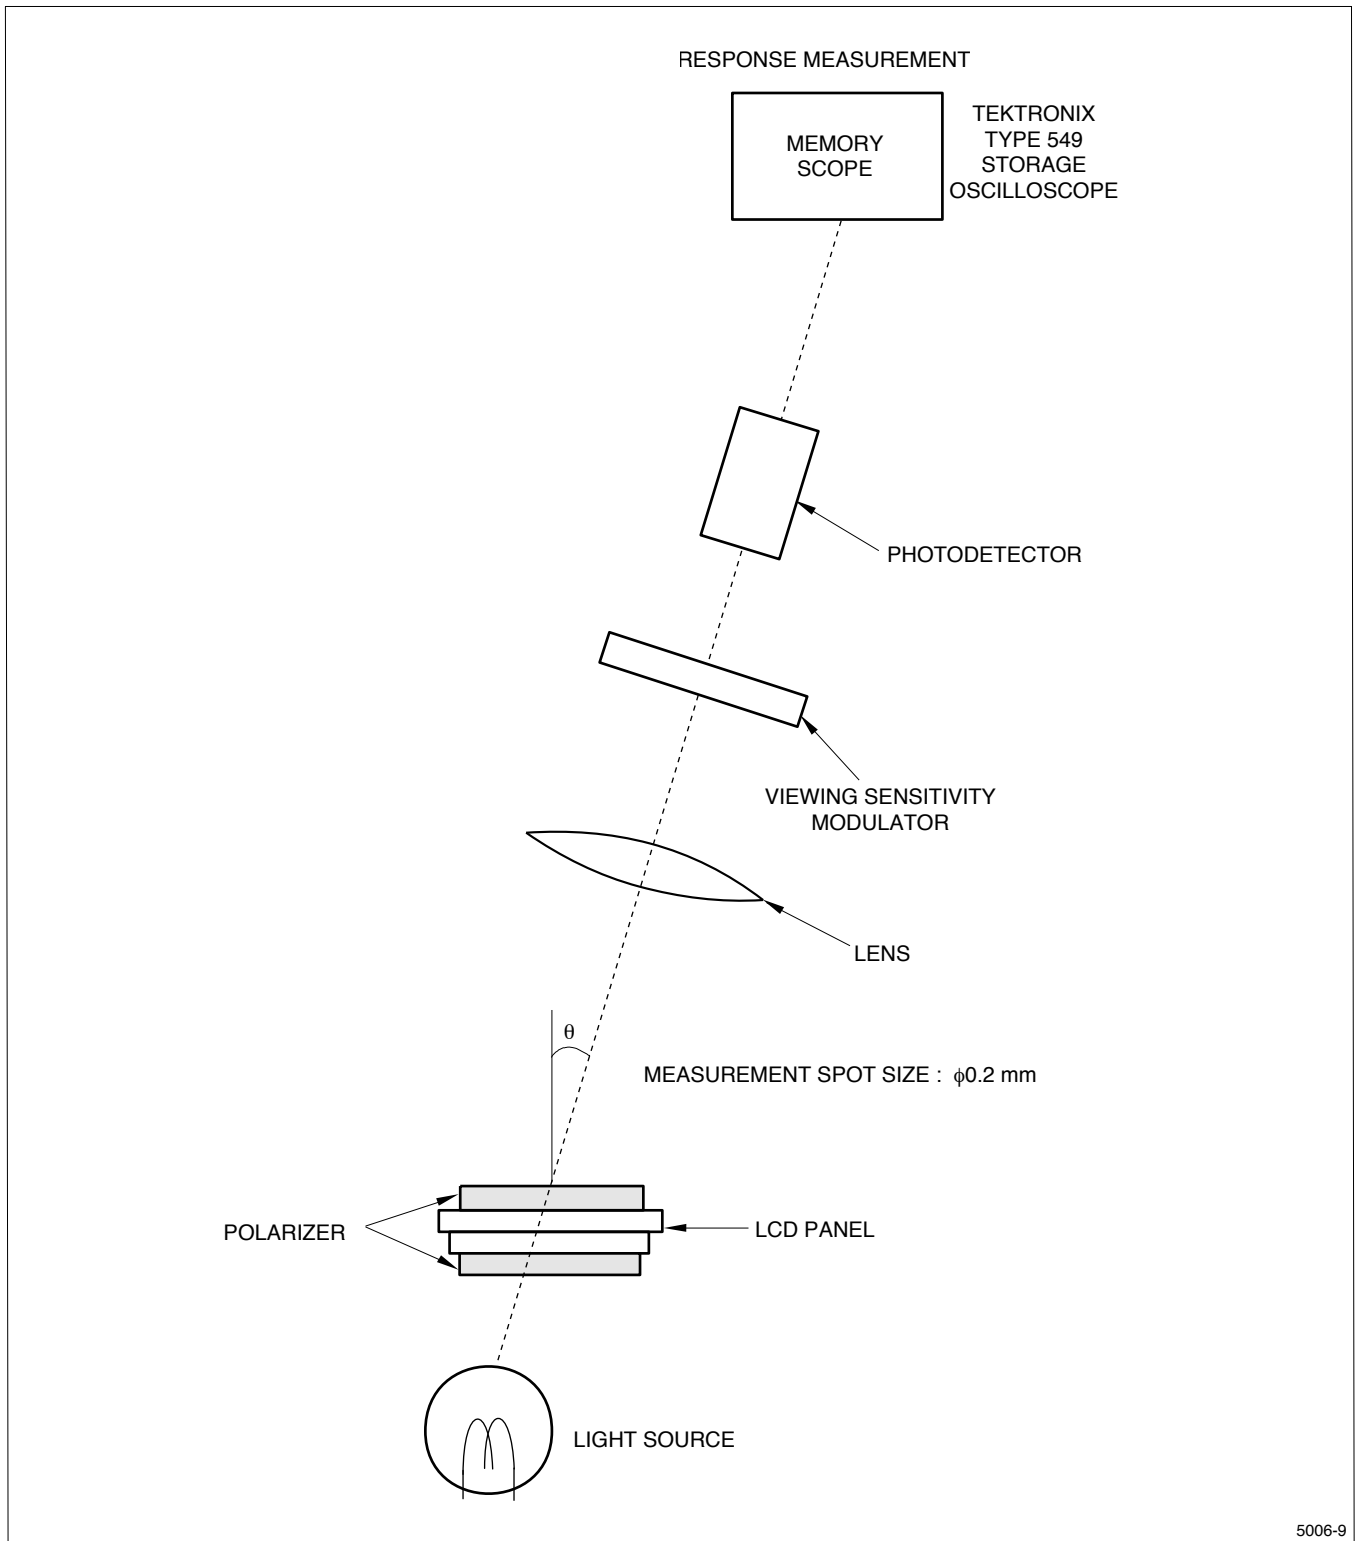 RESPONSE MEASUREMENT
MEMORY
SCOPE
TEKTRONIX
TYPE 549
STORAGE
OSCILLOSCOPE
PHOTODETECTOR
VIEWING SENSITIVITY
MODULATOR
LENS
θ
MEASUREMENT SPOT SIZE : ϕ0.2 mm
POLARIZER
LCD PANEL
LIGHT SOURCE
5006-9